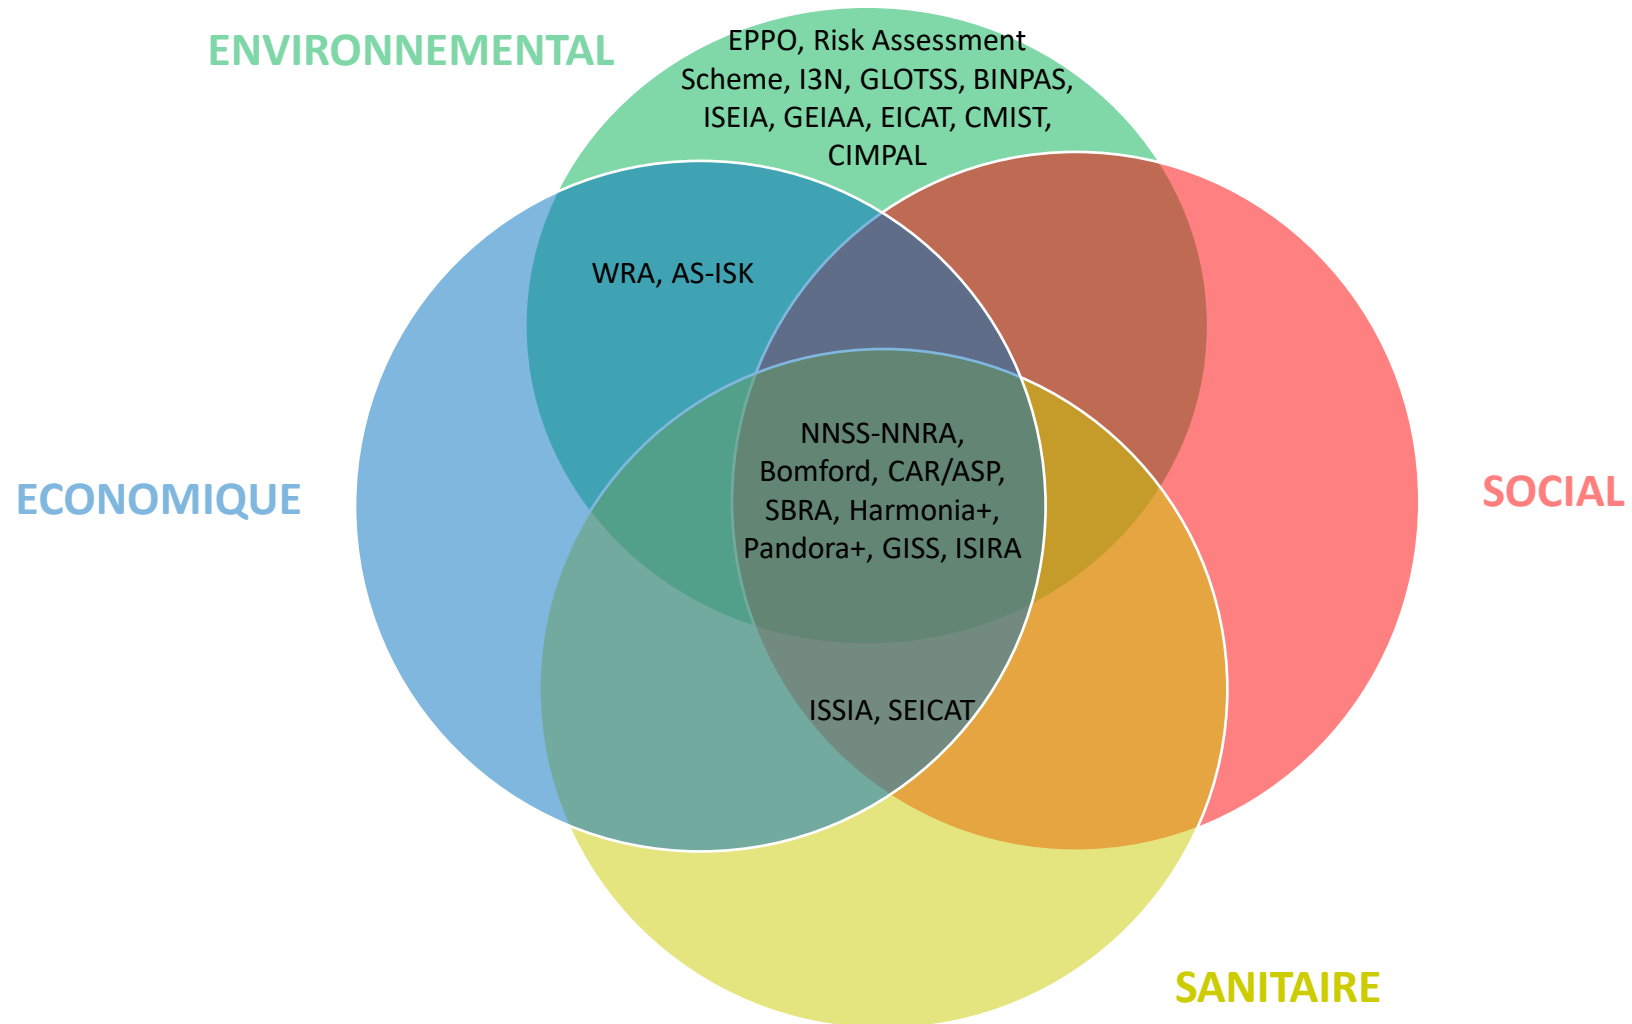 ENVIRONNEMENTAL
EPPO, Risk Assessment
Scheme, I3N, GLOTSS, BINPAS,
ISEIA, GEIAA, EICAT, CMIST,
CIMPAL
WRA, AS-ISK
NNSS-NNRA,
Bomford, CAR/ASP,
SBRA, Harmonia+,
Pandora+, GISS, ISIRA
ECONOMIQUE
SOCIAL
ISSIA, SEICAT
SANITAIRE